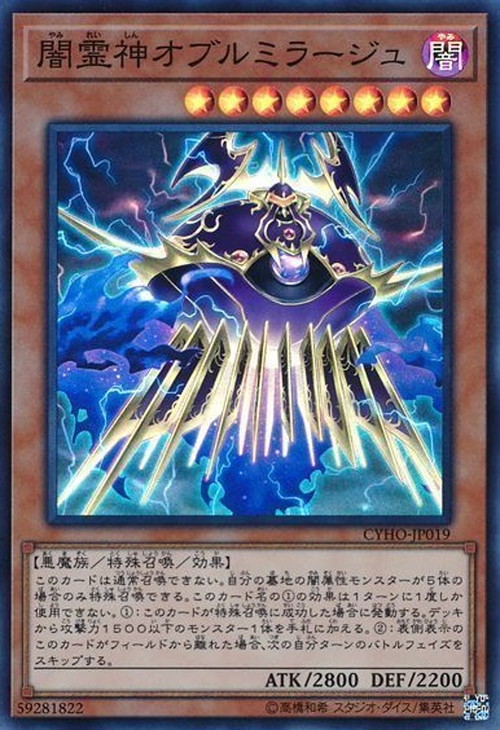 闇霊神オブルミラージュ
闇
CYHO-JP019
【悪魔族／特殊召喚／効果】
このカードは通常召喚できない。自分の墓地の闇属性モンスターが5体の
場合のみ特殊召喚できる。このカード名の①の効果は1ターンに1度しか
使用できない。①：このカードが特殊召喚に成功した場合に発動する。デッキ
から攻撃力1500以下のモンスター1体を手札に加える。②：表側表示の
このカードがフィールドから離れた場合、次の自分ターンのバトルフェイズを
スキップする。
ATK/2800 DEF/2200
59281822 ©高橋和希 スタジオ・ダイス/集英社